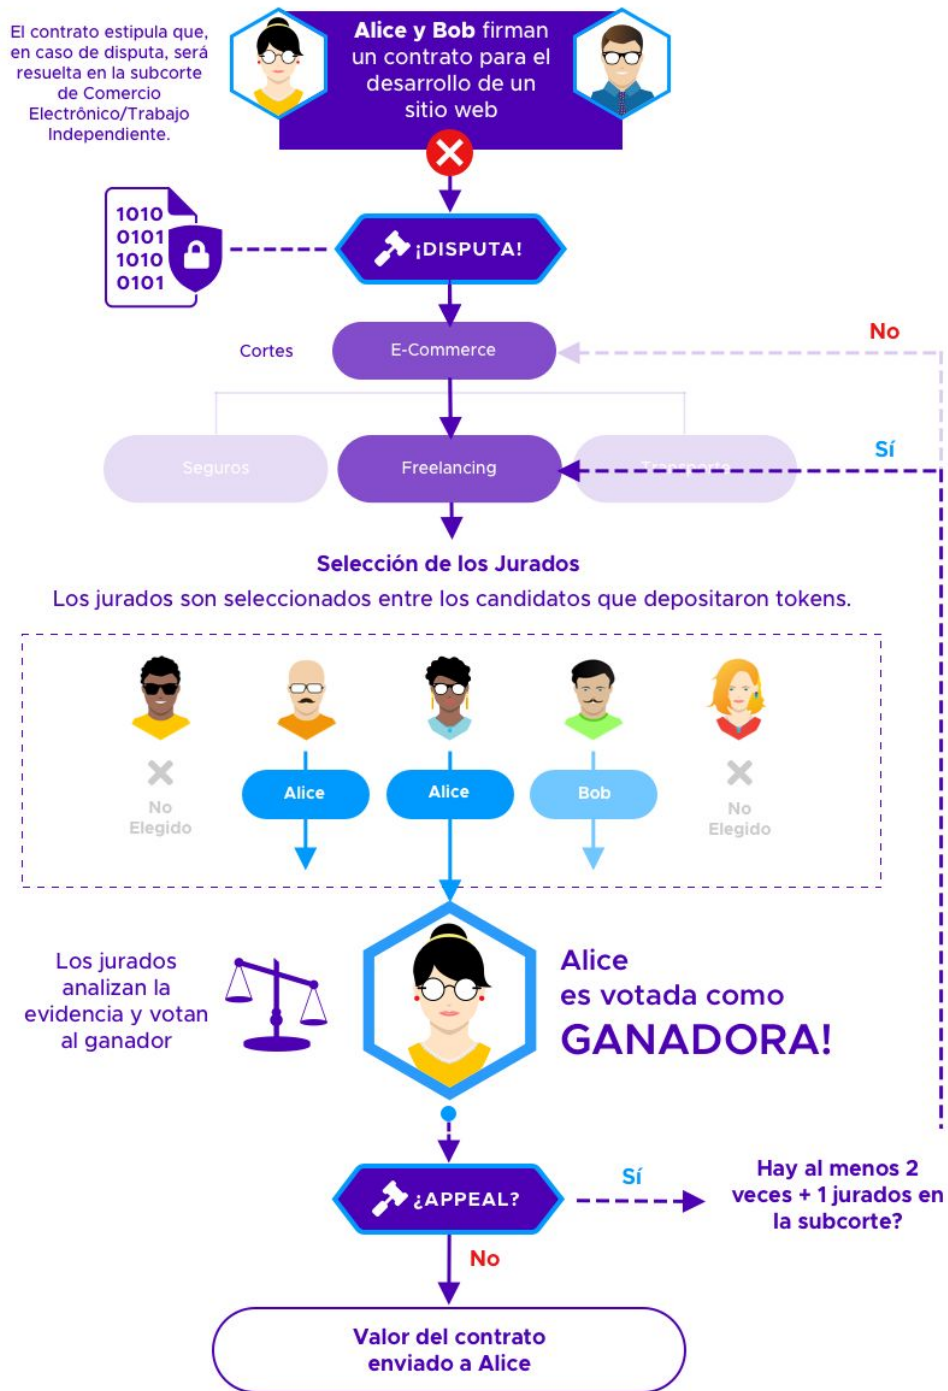 El contrato estipula que,
en caso de disputa, será
resuelta en la subcorte
de Comercio
Electrônico/Trabajo
Independiente.
Alice y Bob firman
un contrato para el
desarrollo de un
sitio web
1010
0101
1010
0101
¡DISPUTA!
No
Cortes
E-Commerce
Sí
Seguros
Freelancing
Transporte
Selección de los Jurados
Los jurados son seleccionados entre los candidatos que depositaron tokens.
Alice
Alice
Bob
No
Elegido
No
Elegido
Los jurados
analizan la
evidencia y votan
al ganador
Alice
es votada como
GANADORA!
¿APPEAL?
Sí
Hay al menos 2
veces + 1 jurados en
la subcorte?
No
Valor del contrato
enviado a Alice